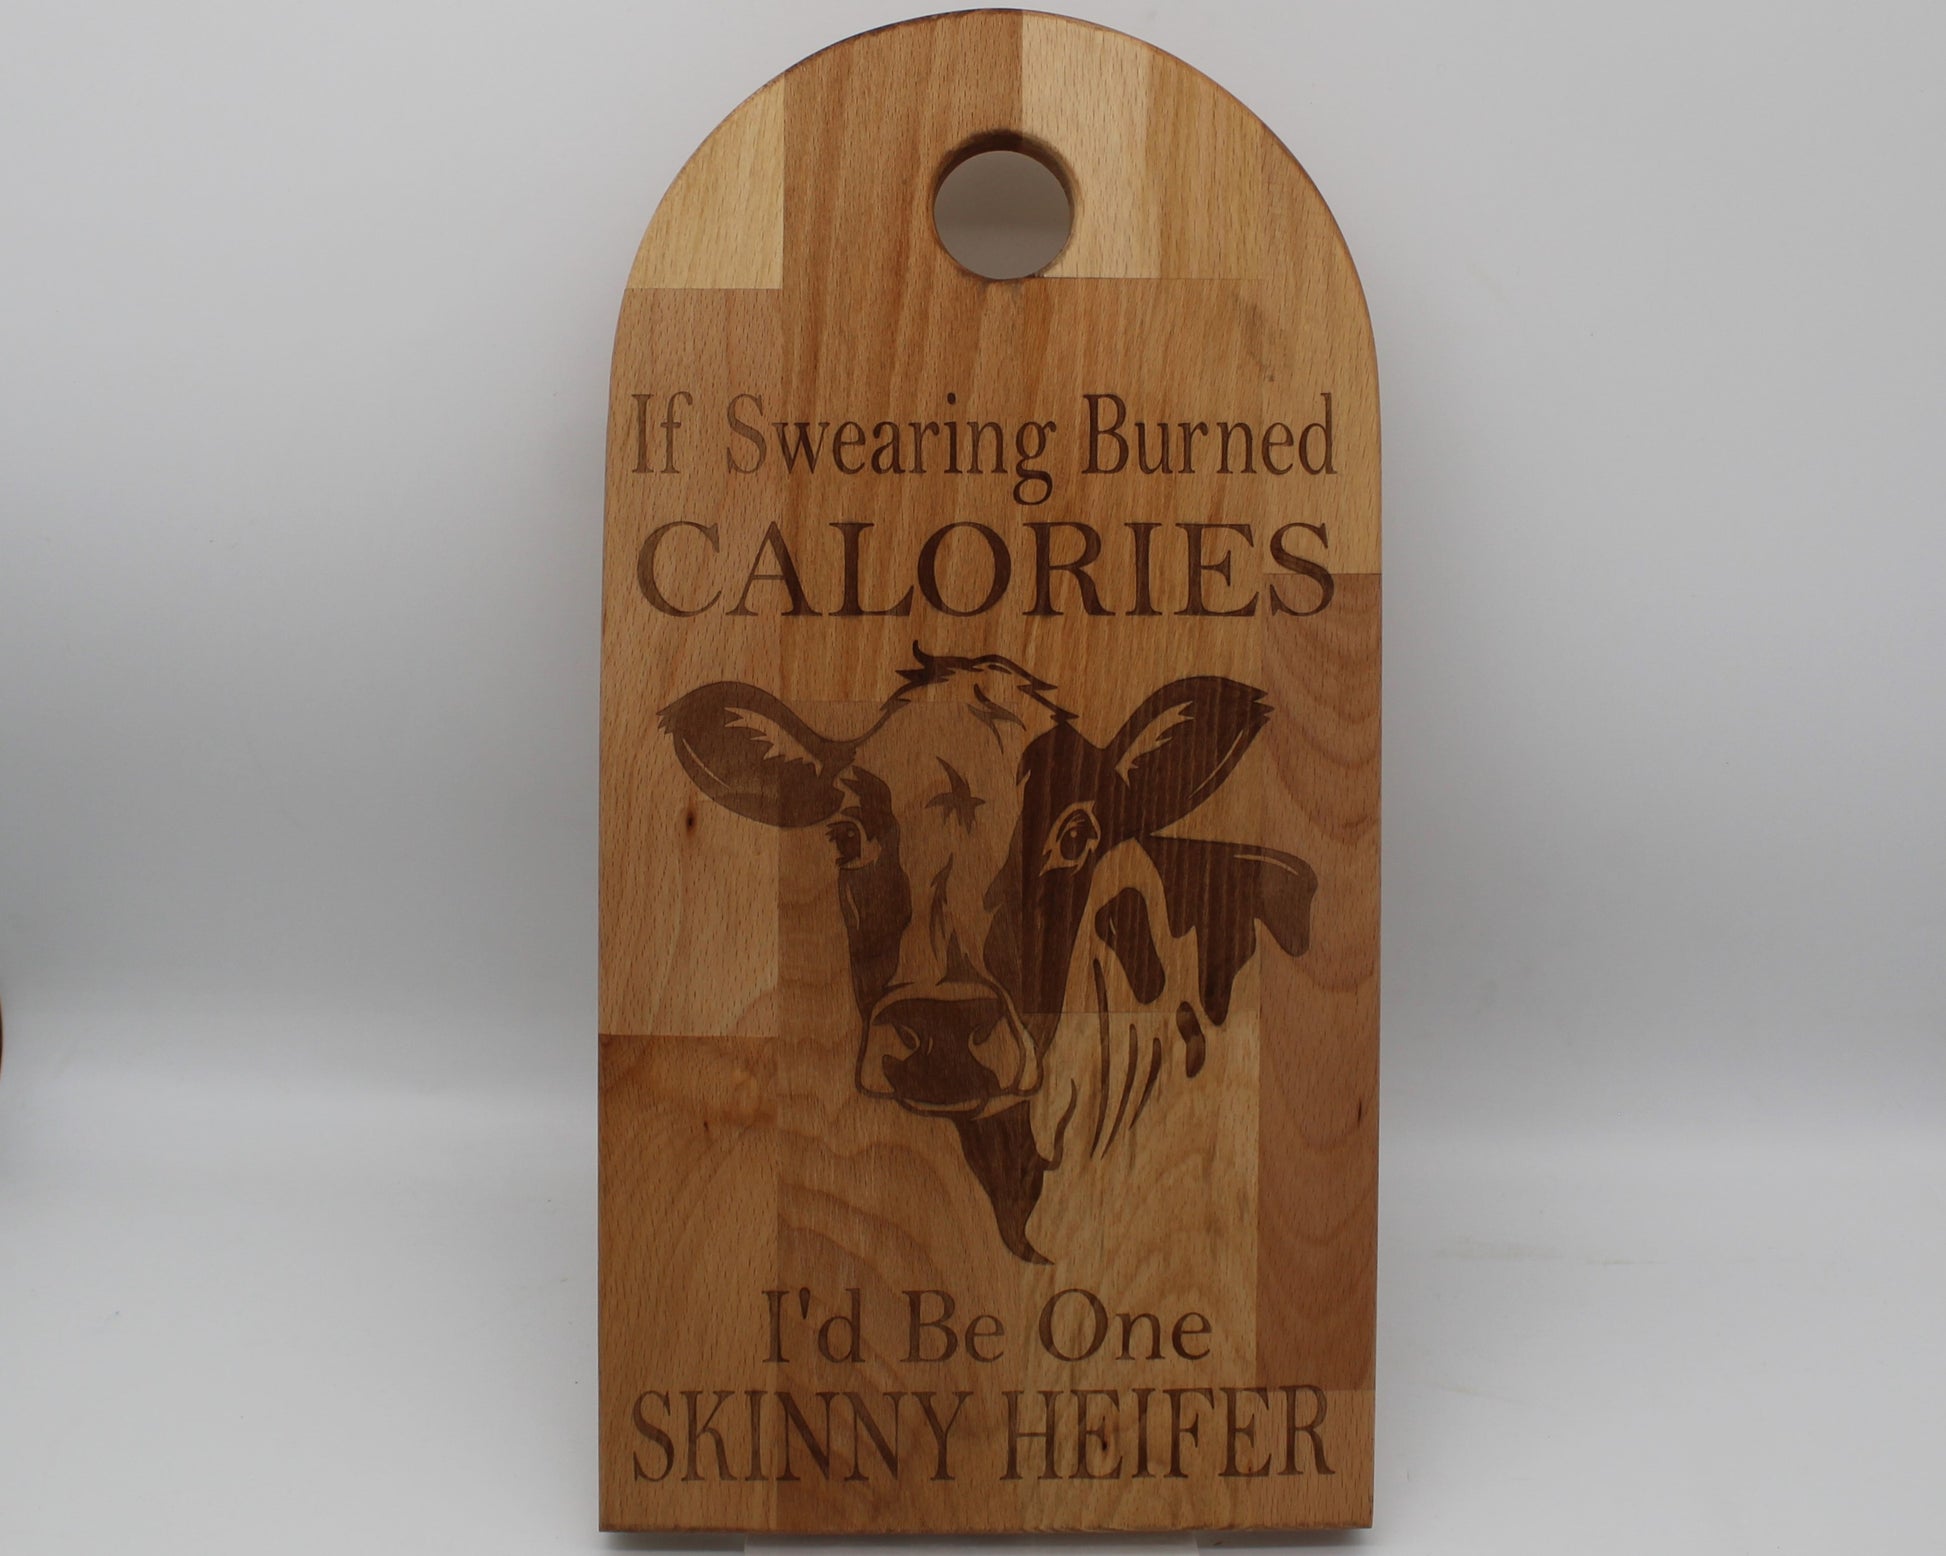 If Swearing Burned
CALORIES
I'd Be One
SKINNY HEIFER